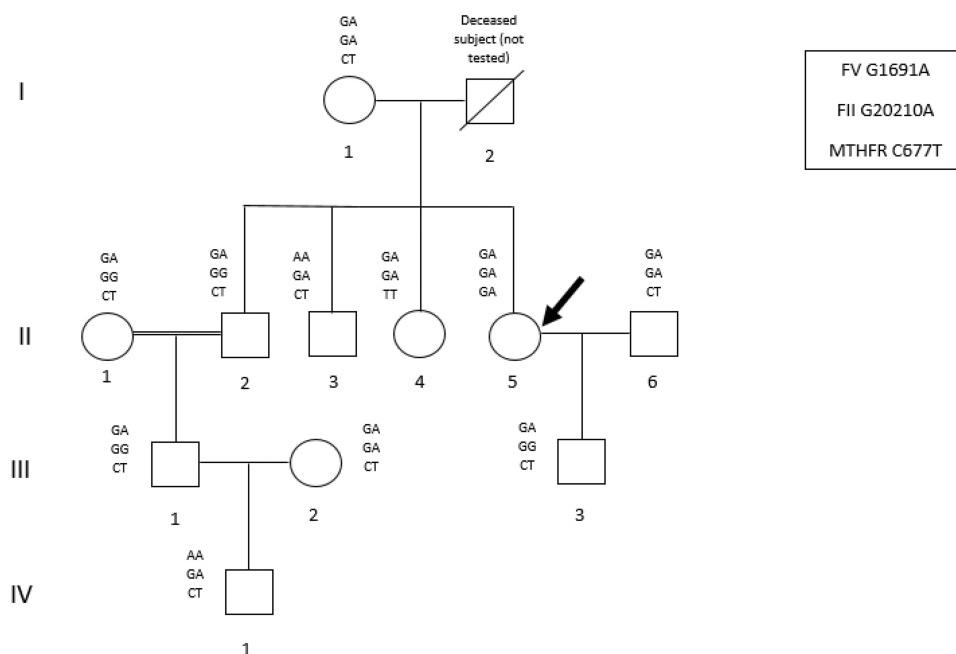 GA
GA
CT
Deceased
subject (not
tested)
FV G1691A
FII G20210A
MTHFR C677T
I
1
2
GA
GG
CT
GA
GG
CT
AA
GA
CT
GA
GA
TT
GA
GA
GA
GA
GA
CT
II
1
2
3
4
5
6
GA
GG
CT
GA
GA
CT
GA
GG
CT
III
1
2
3
AA
GA
CT
IV
1